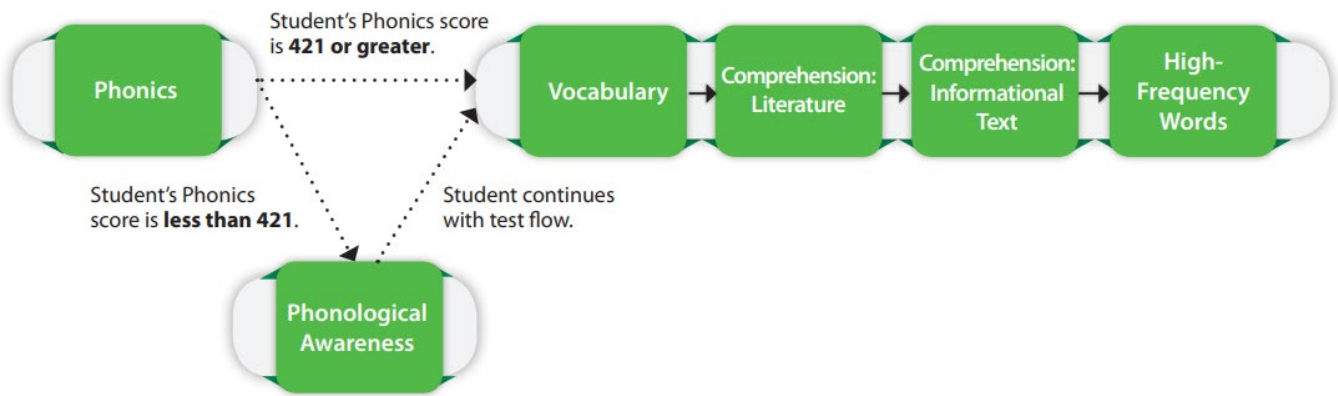 Student’s Phonics score
is 421 or greater.
Phonics
Vocabulary
Comprehension:
Literature
Comprehension:
Informational
Text
High-
Frequency
Words
Student’s Phonics
score is less than 421.
Student continues
with test flow.
Phonological
Awareness